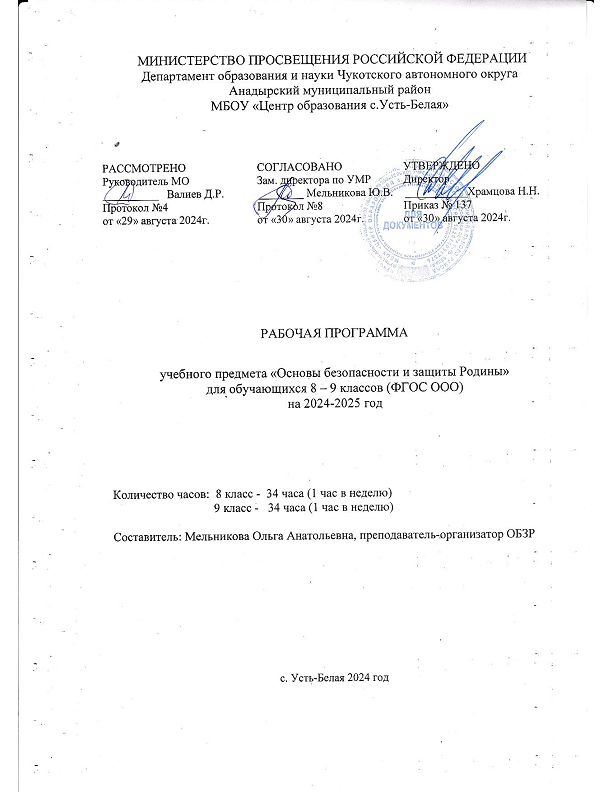 МИНИСТЕРСТВО ПРОСВЕЩЕНИЯ РОССИЙСКОЙ ФЕДЕРАЦИИ
Департамент образования и науки Чукотского автономного округа
Анадырский муниципальный район
МБОУ «Центр образования с.Усть-Белая»
РАССМОТРЕНО
Руководитель МО
Валиев Д.Р.
Протокол №4
от «29» августа 2024г.
СОГЛАСОВАНО
Зам. директора по УМР
Мельникова Ю.В.
Протокол №8
от «30» августа 2024г.
УТВЕРЖДЕНО
Директор
Храмцова Н.Н.
Приказ № 137
от «30» августа 2024г.
ДЛЯ
ДОКУМЕНТОВ
РАБОЧАЯ ПРОГРАММА
учебного предмета «Основы безопасности и защиты Родины»
для обучающихся 8 – 9 классов (ФГОС ООО)
на 2024-2025 год
Количество часов: 8 класс - 34 часа (1 час в неделю)
9 класс - 34 часа (1 час в неделю)
Составитель: Мельникова Ольга Анатольевна, преподаватель-организатор ОБЗР
с. Усть-Белая 2024 год